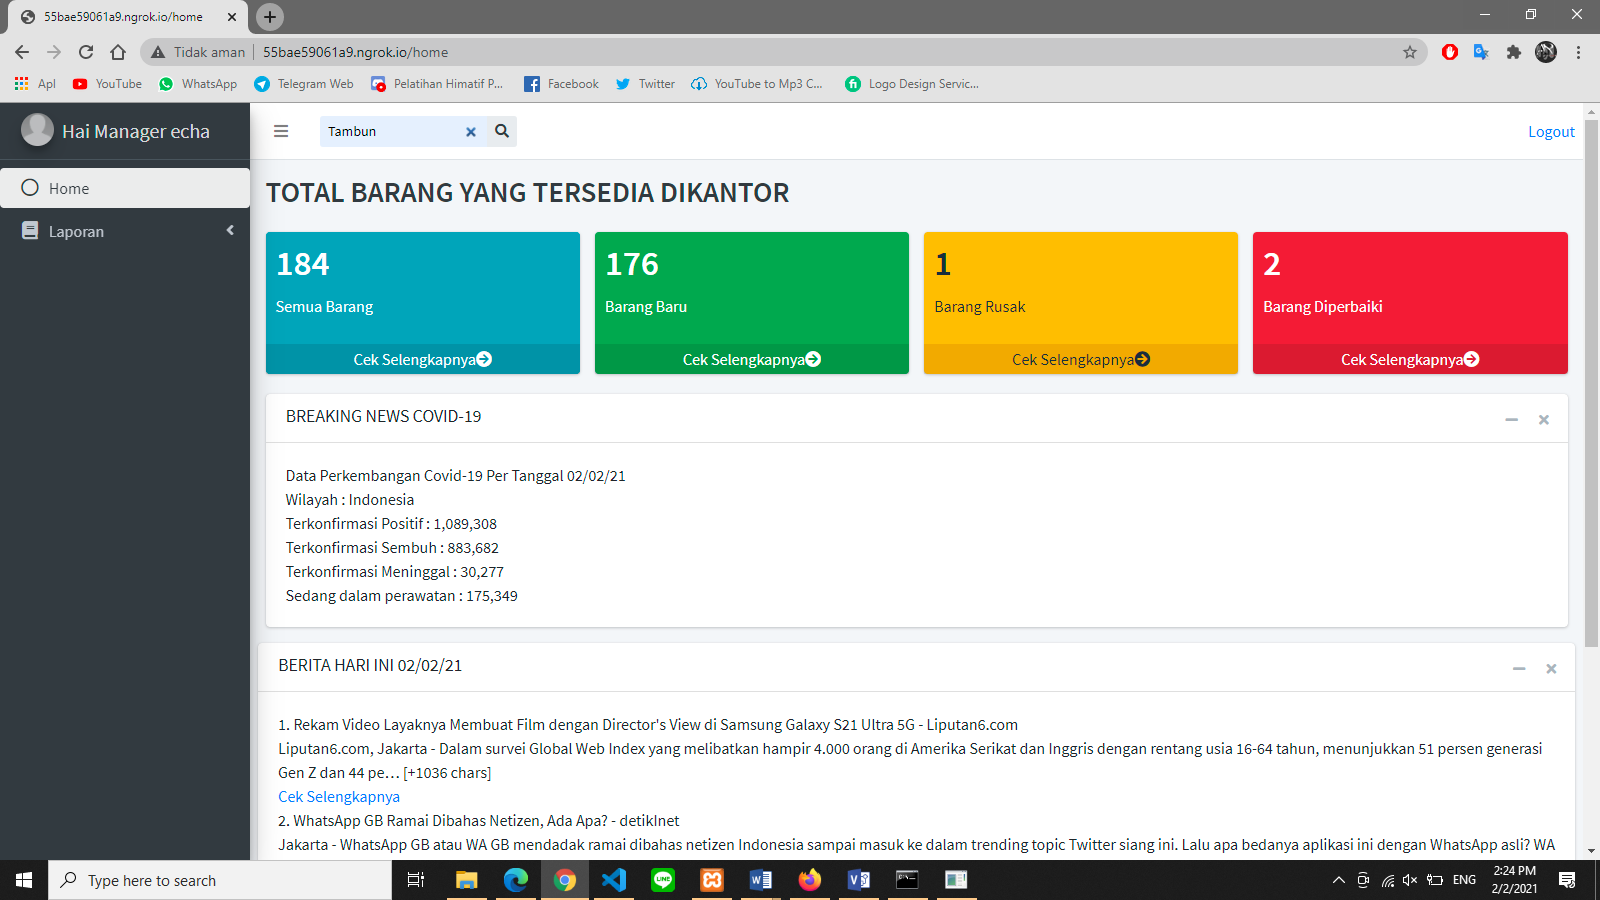 55bae59061a9.ngrok.io/home
Tidak aman 55bae59061a9.ngrok.io/home
Apl YouTube WhatsApp Telegram Web Pelatihan Himatif P... Facebook Twitter YouTube to Mp3 C... Logo Design Servic...
Hai Manager echa
Tambun
Logout
Home
Laporan
TOTAL BARANG YANG TERSEDIA DIKANTOR
184
Semua Barang
Cek Selengkapnya
176
Barang Baru
Cek Selengkapnya
1
Barang Rusak
Cek Selengkapnya
2
Barang Diperbaiki
Cek Selengkapnya
BREAKING NEWS COVID-19
Data Perkembangan Covid-19 Per Tanggal 02/02/21
Wilayah : Indonesia
Terkonfirmasi Positif : 1,089,308
Terkonfirmasi Sembuh : 883,682
Terkonfirmasi Meninggal : 30,277
Sedang dalam perawatan : 175,349
BERITA HARI INI 02/02/21
1. Rekam Video Layaknya Membuat Film dengan Director's View di Samsung Galaxy S21 Ultra 5G - Liputan6.com
Liputan6.com, Jakarta - Dalam survei Global Web Index yang melibatkan hampir 4.000 orang di Amerika Serikat dan Inggris dengan rentang usia 16-64 tahun, menunjukkan 51 persen generasi
Gen Z dan 44 pe… [+1036 chars]
Cek Selengkapnya
2. WhatsApp GB Ramai Dibahas Netizen, Ada Apa? - detikInet
Jakarta - WhatsApp GB atau WA GB mendadak ramai dibahas netizen Indonesia sampai masuk ke dalam trending topic Twitter siang ini. Lalu apa bedanya aplikasi ini dengan WhatsApp asli? WA
Type here to search
ENG
2:24 PM
2/2/2021